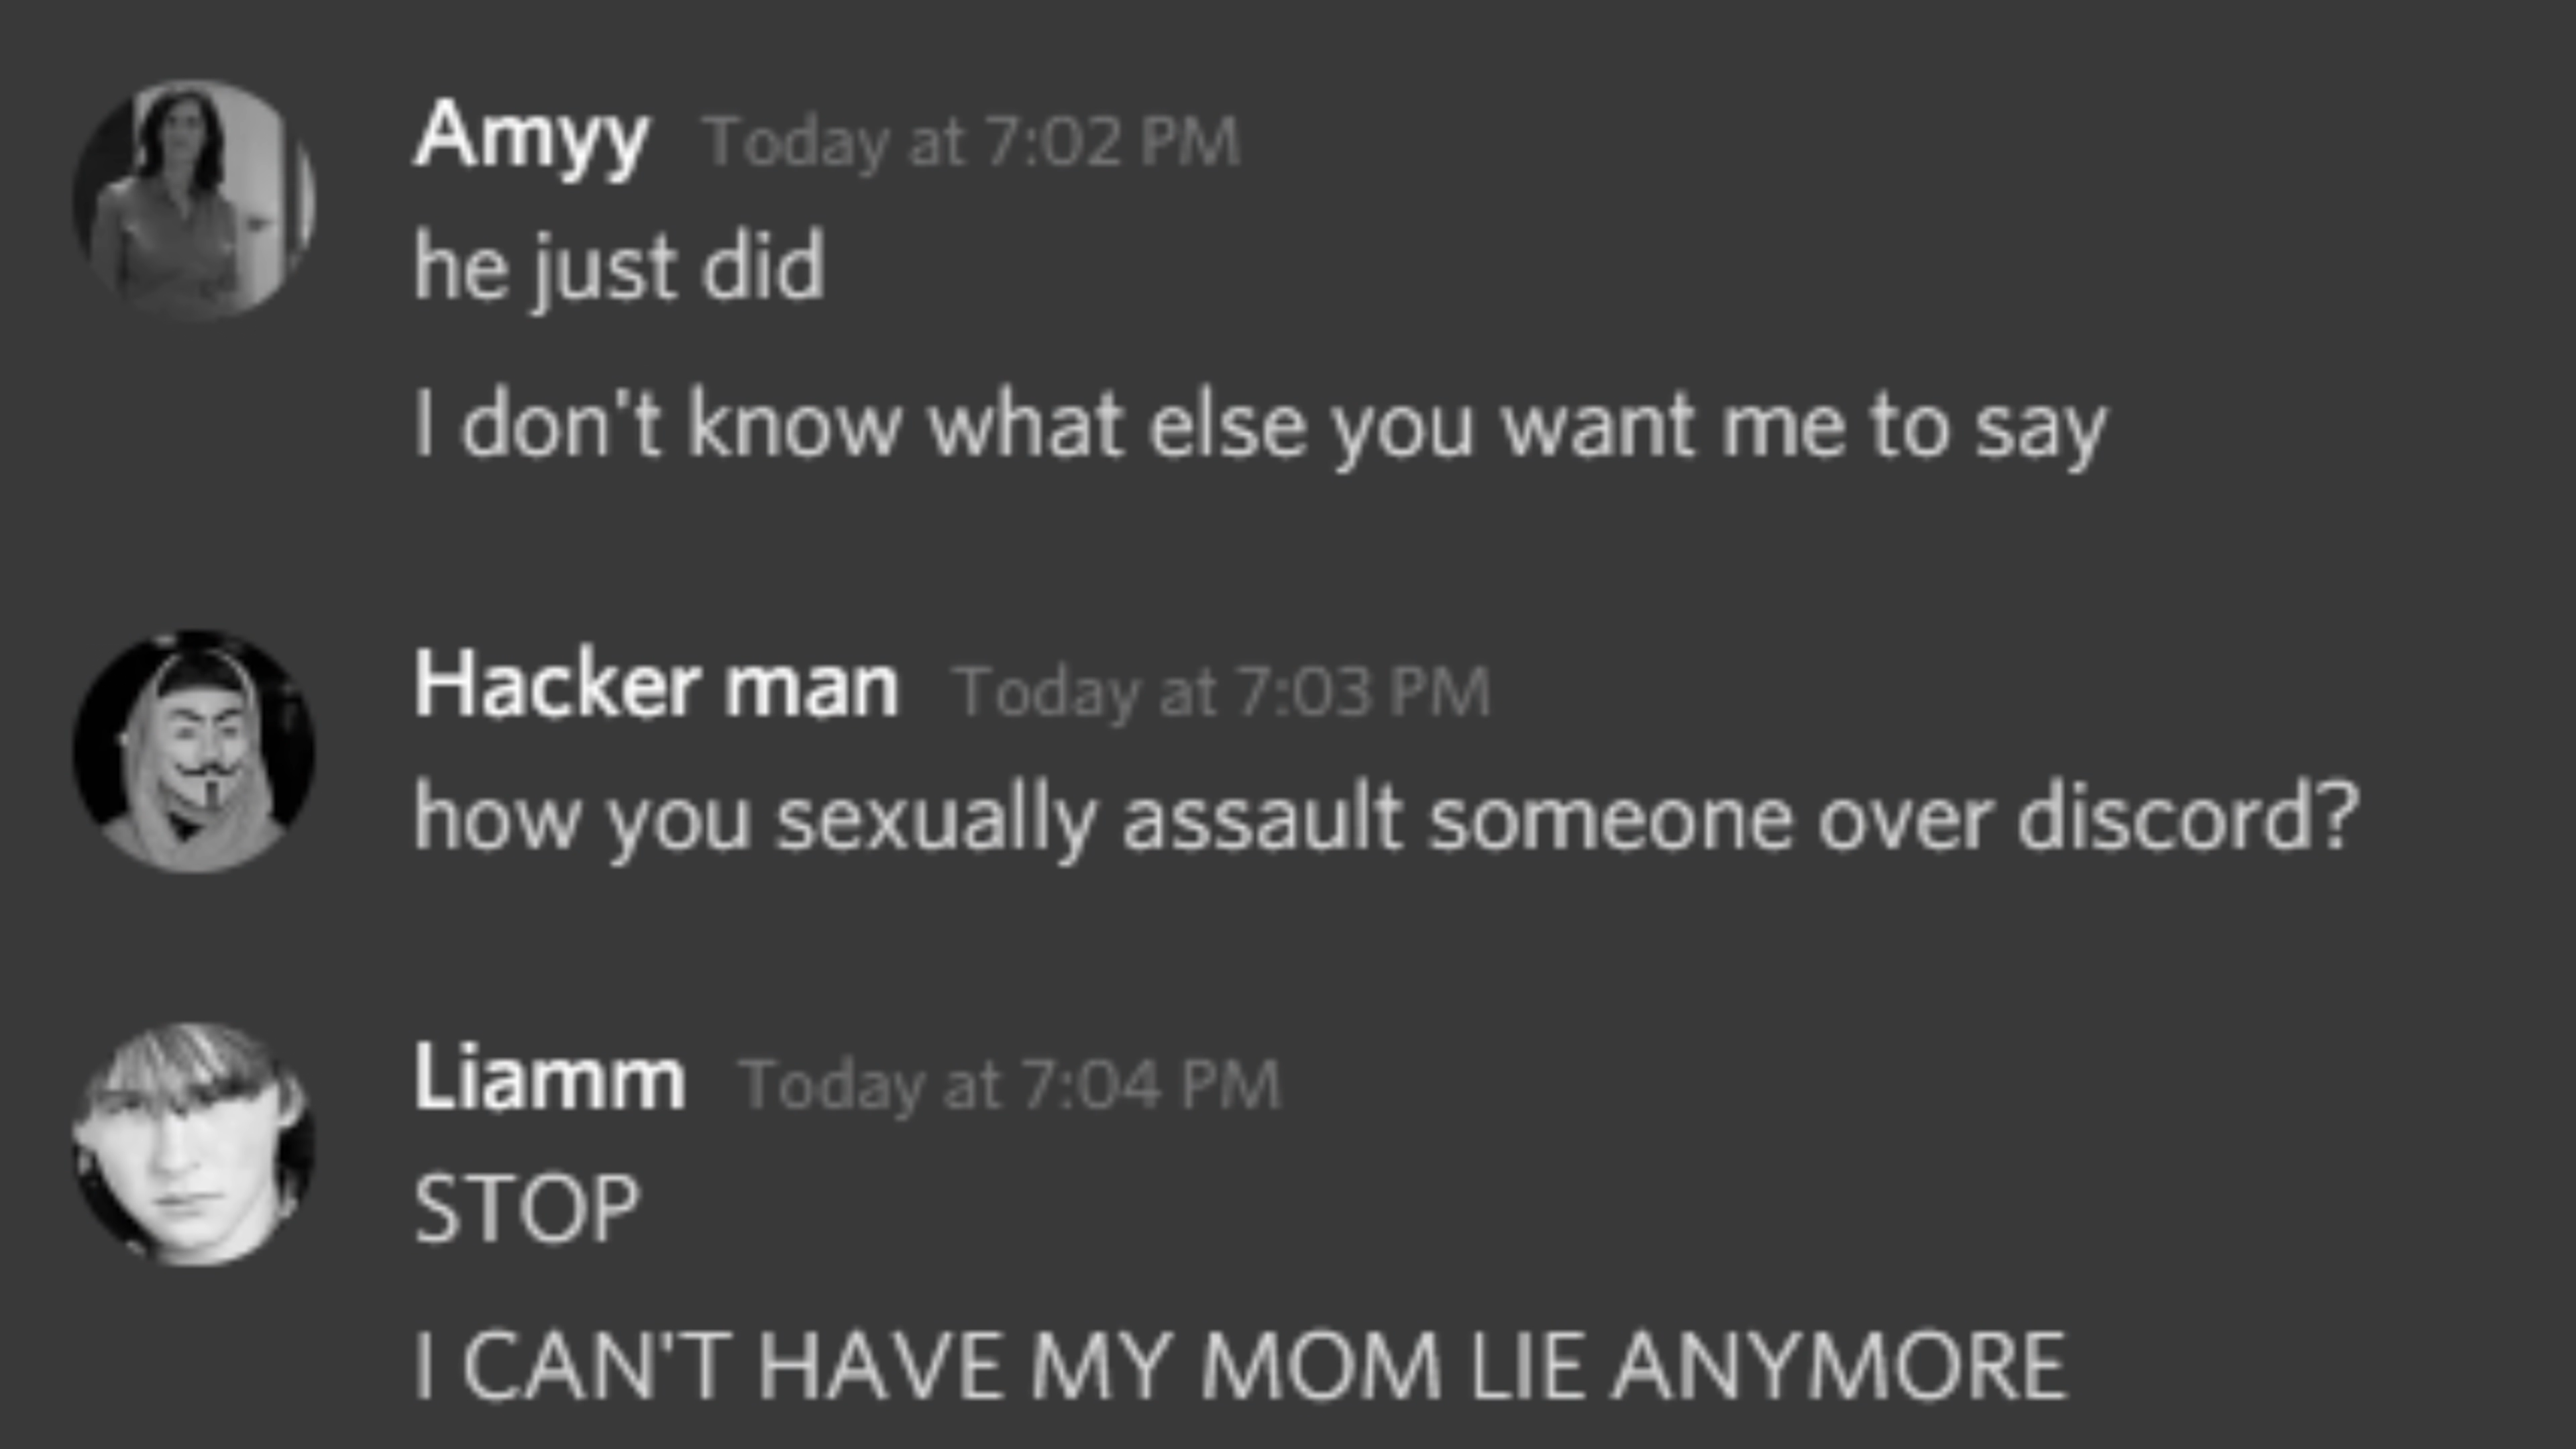 Amyy Today at 7:02 PM
he just did
I don't know what else you want me to say
Hacker man Today at 7:03 PM
how you sexually assault someone over discord?
Liamm Today at 7:04 PM
STOP
I CAN'T HAVE MY MOM LIE ANYMORE